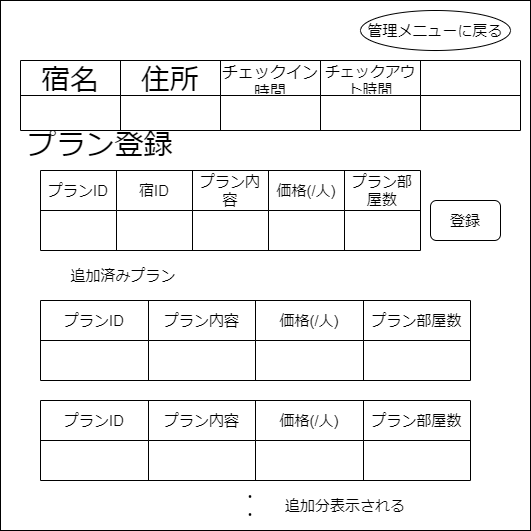 管理メニューに戻る
宿名 住所 チェックイン時間 チェックアウト時間
プラン登録
プランID 宿ID プラン内容 価格(/人) プラン部屋数
登録
追加済みプラン
プランID プラン内容 価格(/人) プラン部屋数
プランID プラン内容 価格(/人) プラン部屋数
: 追加分表示される